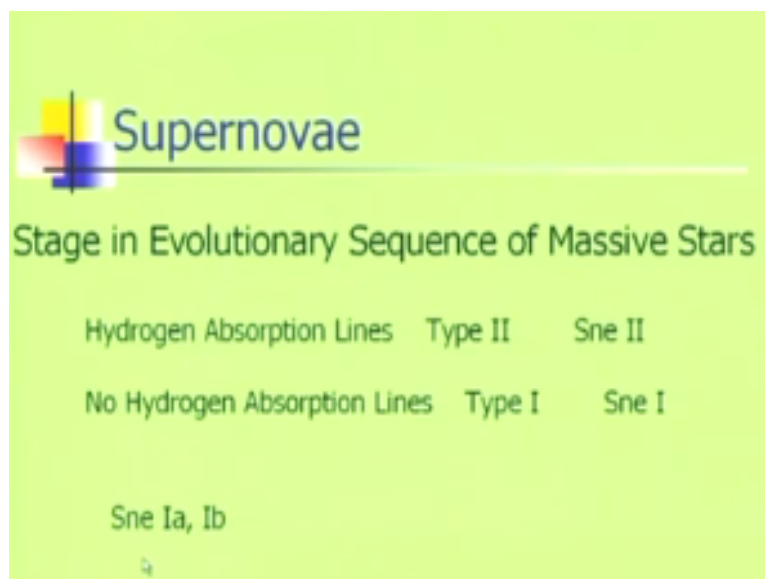 Supernovae
Stage in Evolutionary Sequence of Massive Stars
Hydrogen Absorption Lines Type II Sne II
No Hydrogen Absorption Lines Type I Sne I
Sne Ia, Ib